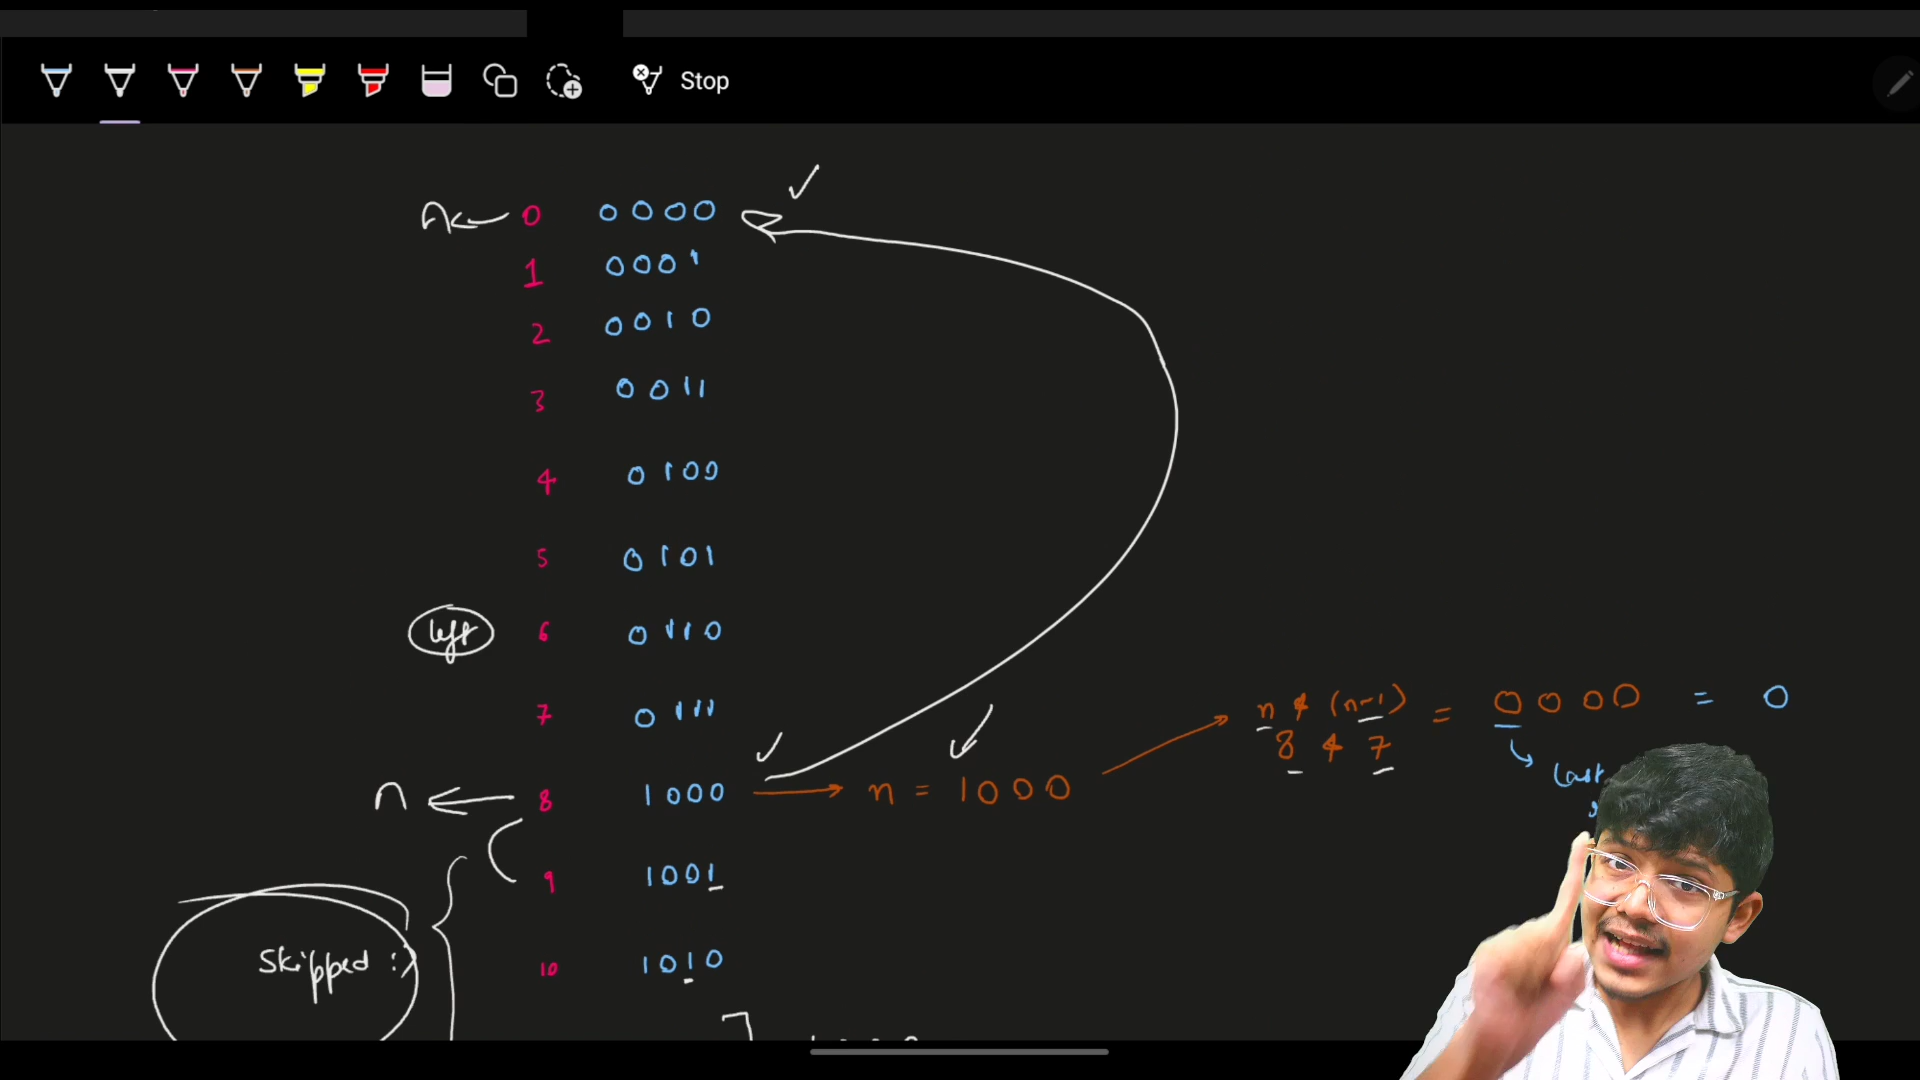 Stop
n ← 0 0000 ✓
1 0001
2 0010
3 0011
4 0100
5 0101
left 6 0110
7 0111
n & (n-1) = 0000 = 0
8 & 7
last
n ← 8 1000 → n = 1000
9 1001
skipped :) 10 1010